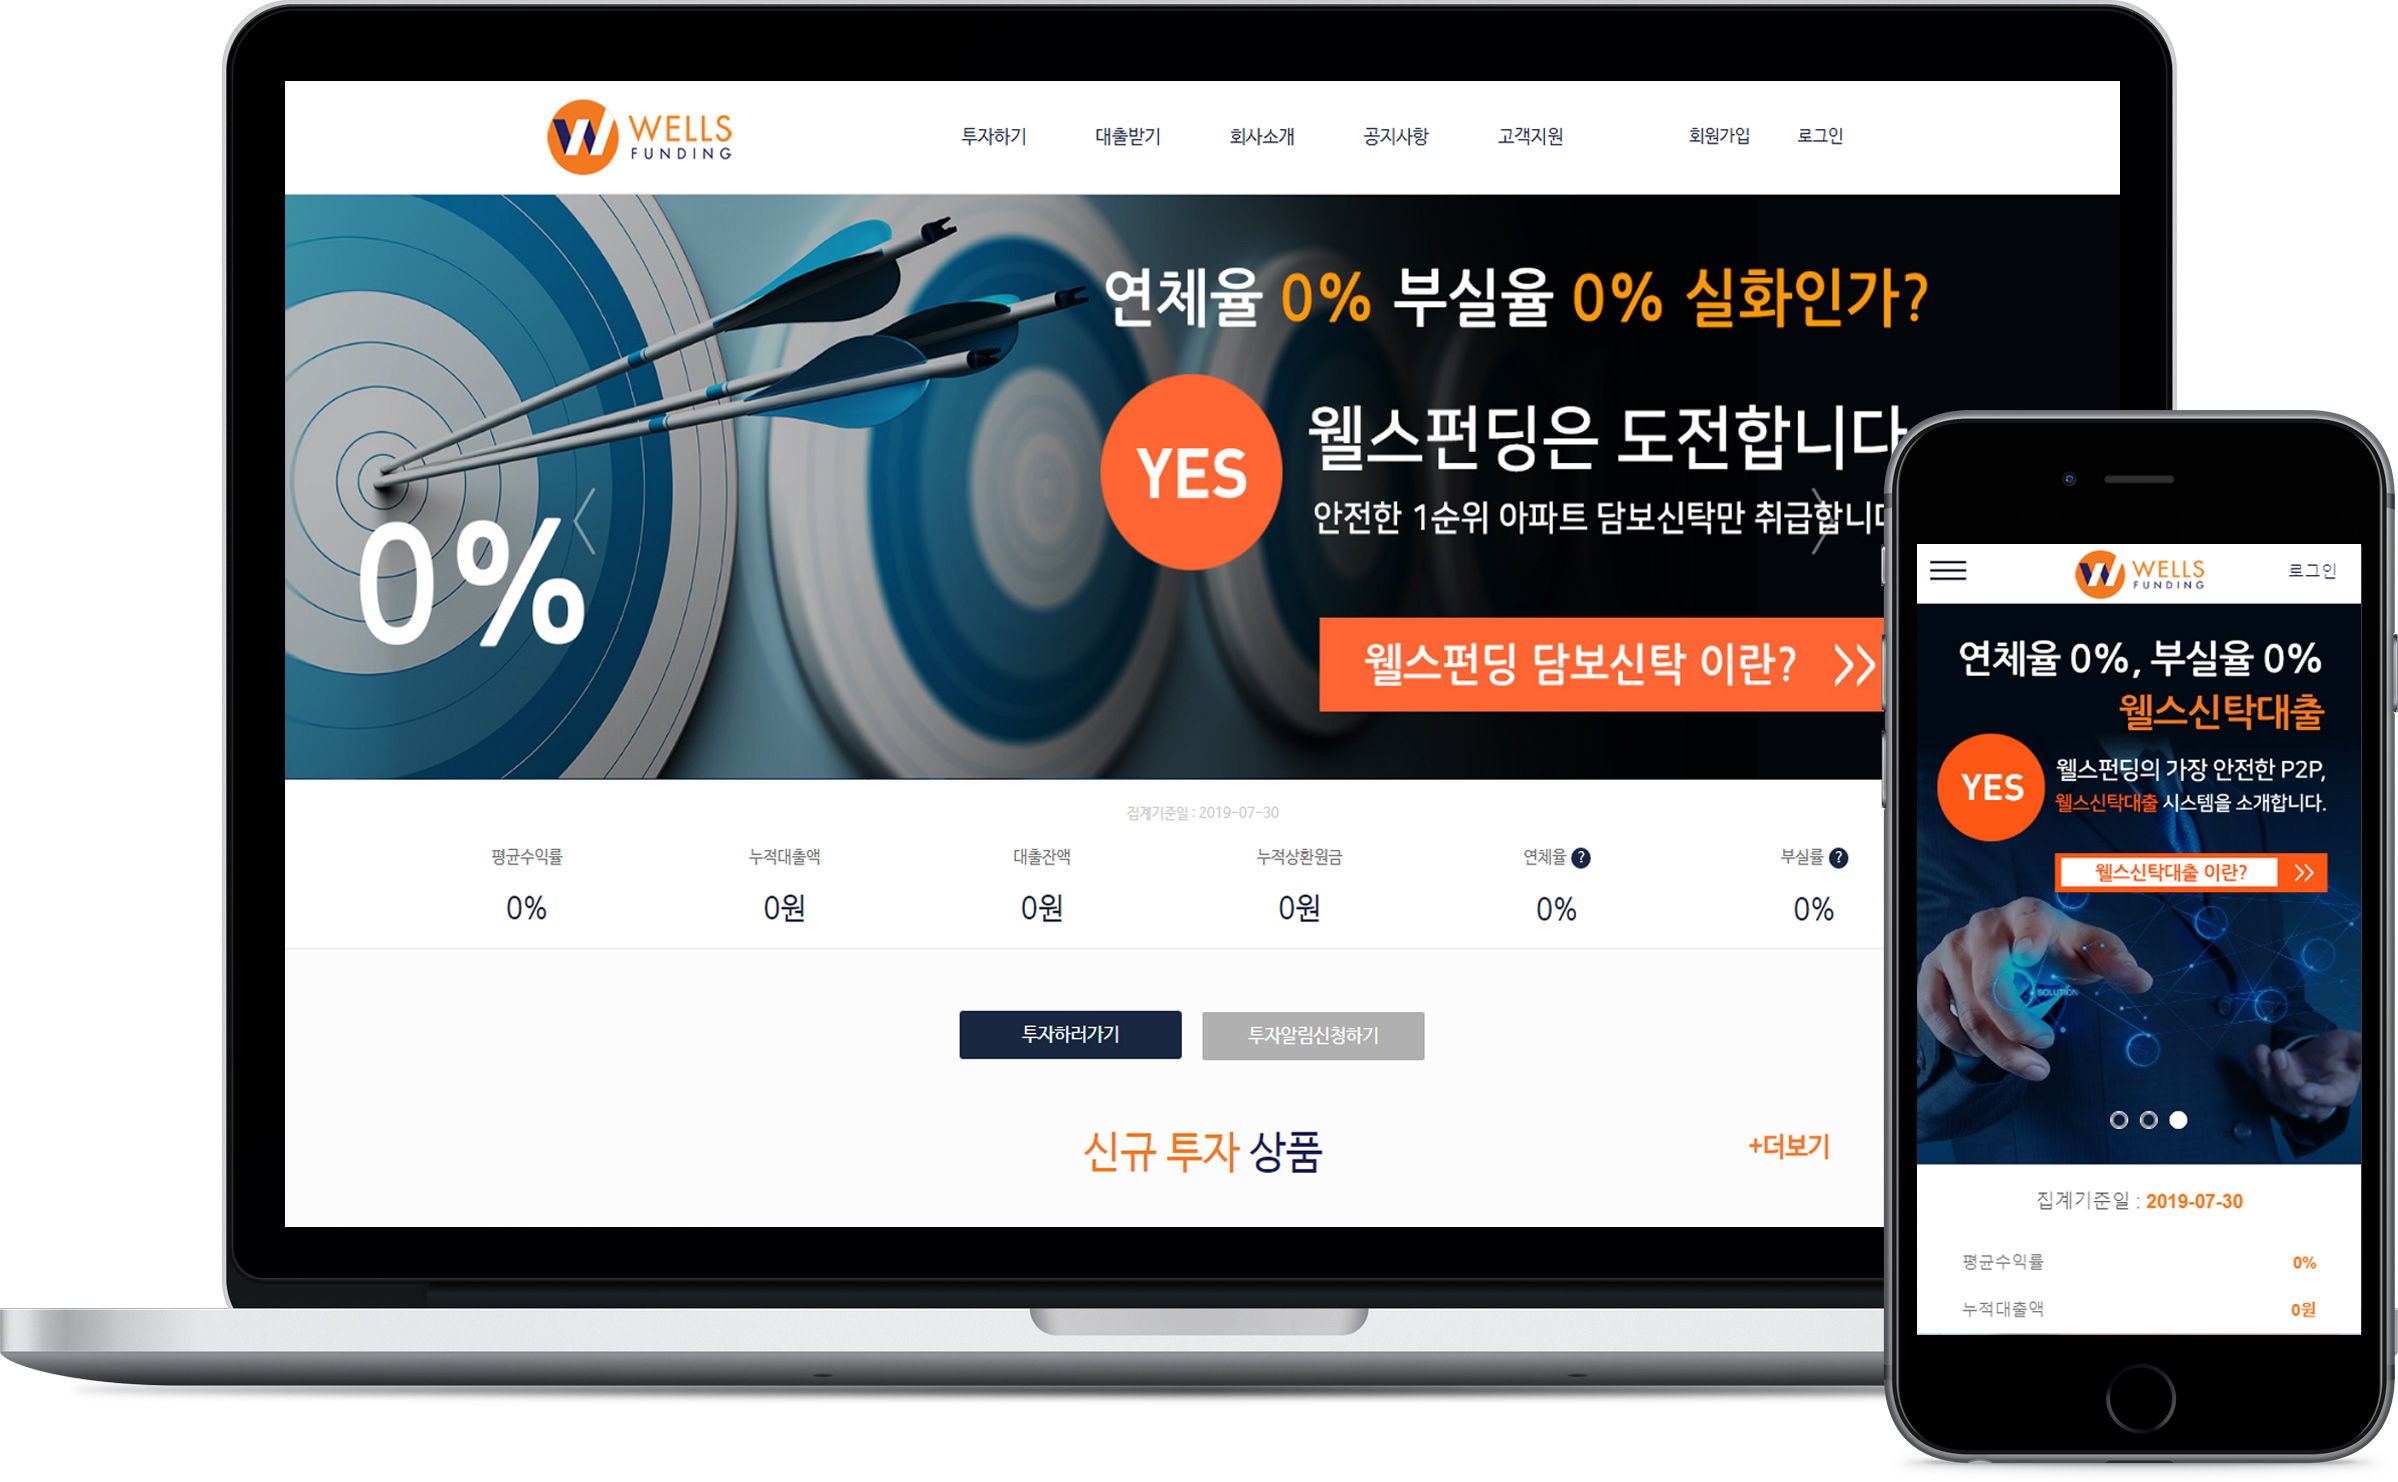 WELLS
FUNDING
투자하기 대출받기 회사소개 공지사항 고객지원 회원가입 로그인
연체율 0% 부실율 0% 실화인가?
YES
웰스펀딩은 도전합니다
안전한 1순위 아파트 담보신탁만 취급합니다
0%
웰스펀딩 담보신탁 이란? >>
집계기준일 : 2019-07-30
평균수익률 누적대출액 대출잔액 누적상환원금 연체율 ? 부실률 ?
0% 0원 0원 0원 0% 0%
투자하러가기 투자알림신청하기
신규 투자 상품
+더보기
WELLS
FUNDING
로그인
연체율 0%, 부실율 0%
웰스신탁대출
YES
웰스펀딩의 가장 안전한 P2P,
웰스신탁대출 시스템을 소개합니다.
웰스신탁대출 이란? >>
SOLUTION
집계기준일 : 2019-07-30
평균수익률 0%
누적대출액 0원